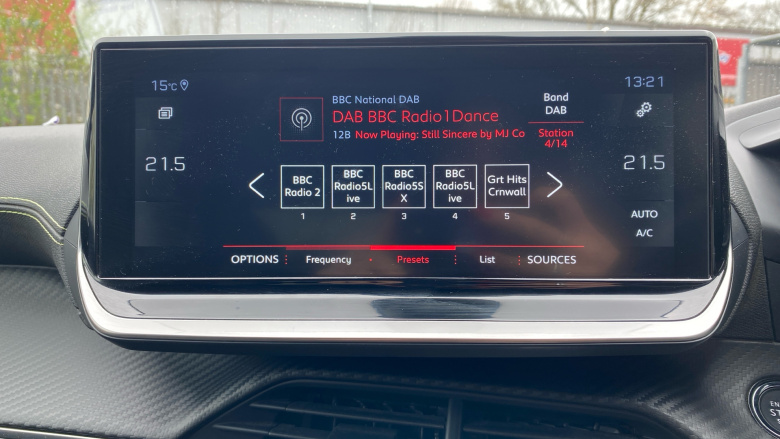 15°C
13:21
BBC National DAB
DAB BBC Radio1Dance
12B Now Playing: Still Sincere by MJ Co
Band
DAB
Station
4/14
21.5
21.5
BBC
Radio 2
BBC
Radio5L
ive
BBC
Radio5S
X
BBC
Radio5L
ive
Grt Hits
Crnwall
1
2
3
4
5
AUTO
A/C
OPTIONS
Frequency
Presets
List
SOURCES